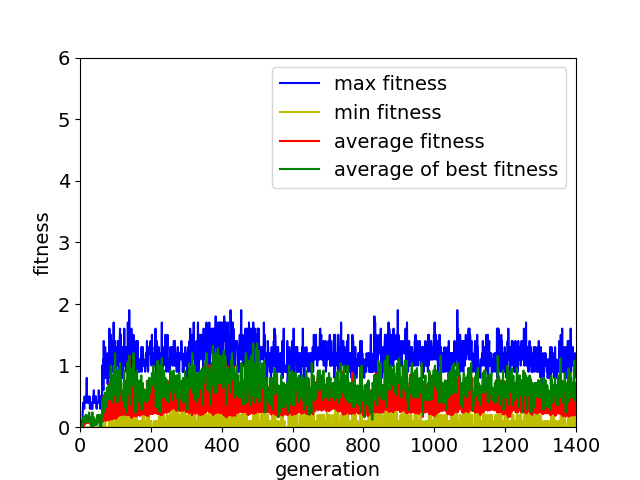 6
5
4
3
2
1
0
fitness
max fitness
min fitness
average fitness
average of best fitness
0 200 400 600 800 1000 1200 1400
generation